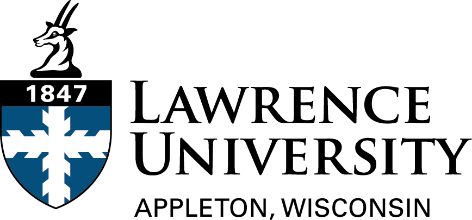 1847
LAWRENCE
UNIVERSITY
APPLETON, WISCONSIN